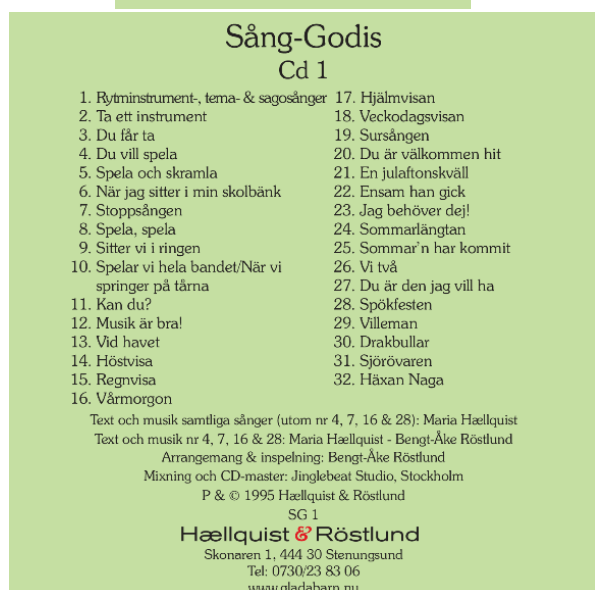 Sång-Godis
Cd 1
1. Rytminstrument-, tema- & sagosånger
2. Ta ett instrument
3. Du får ta
4. Du vill spela
5. Spela och skramla
6. När jag sitter i min skolbänk
7. Stoppsången
8. Spela, spela
9. Sitter vi i ringen
10. Spelar vi hela bandet/När vi
springer på tårna
11. Kan du?
12. Musik är bra!
13. Vid havet
14. Höstvisa
15. Regnvisa
16. Vårmorgon
17. Hjälmvisan
18. Veckodagsvisan
19. Sursången
20. Du är välkommen hit
21. En julaftonskväll
22. Ensam han gick
23. Jag behöver dej!
24. Sommarlängtan
25. Sommar'n har kommit
26. Vi två
27. Du är den jag vill ha
28. Spökfesten
29. Villeman
30. Drakbullar
31. Sjörövaren
32. Häxan Naga
Text och musik samtliga sånger (utom nr 4, 7, 16 & 28): Maria Hællquist
Text och musik nr 4, 7, 16 & 28: Maria Hællquist - Bengt-Åke Röstlund
Arrangemang & inspelning: Bengt-Åke Röstlund
Mixning och CD-master: Jinglebeat Studio, Stockholm
P & © 1995 Hællquist & Röstlund
SG 1
Hællquist & Röstlund
Skonaren 1, 444 30 Stenungsund
Tel: 0730/23 83 06
www.gladabarn.nu